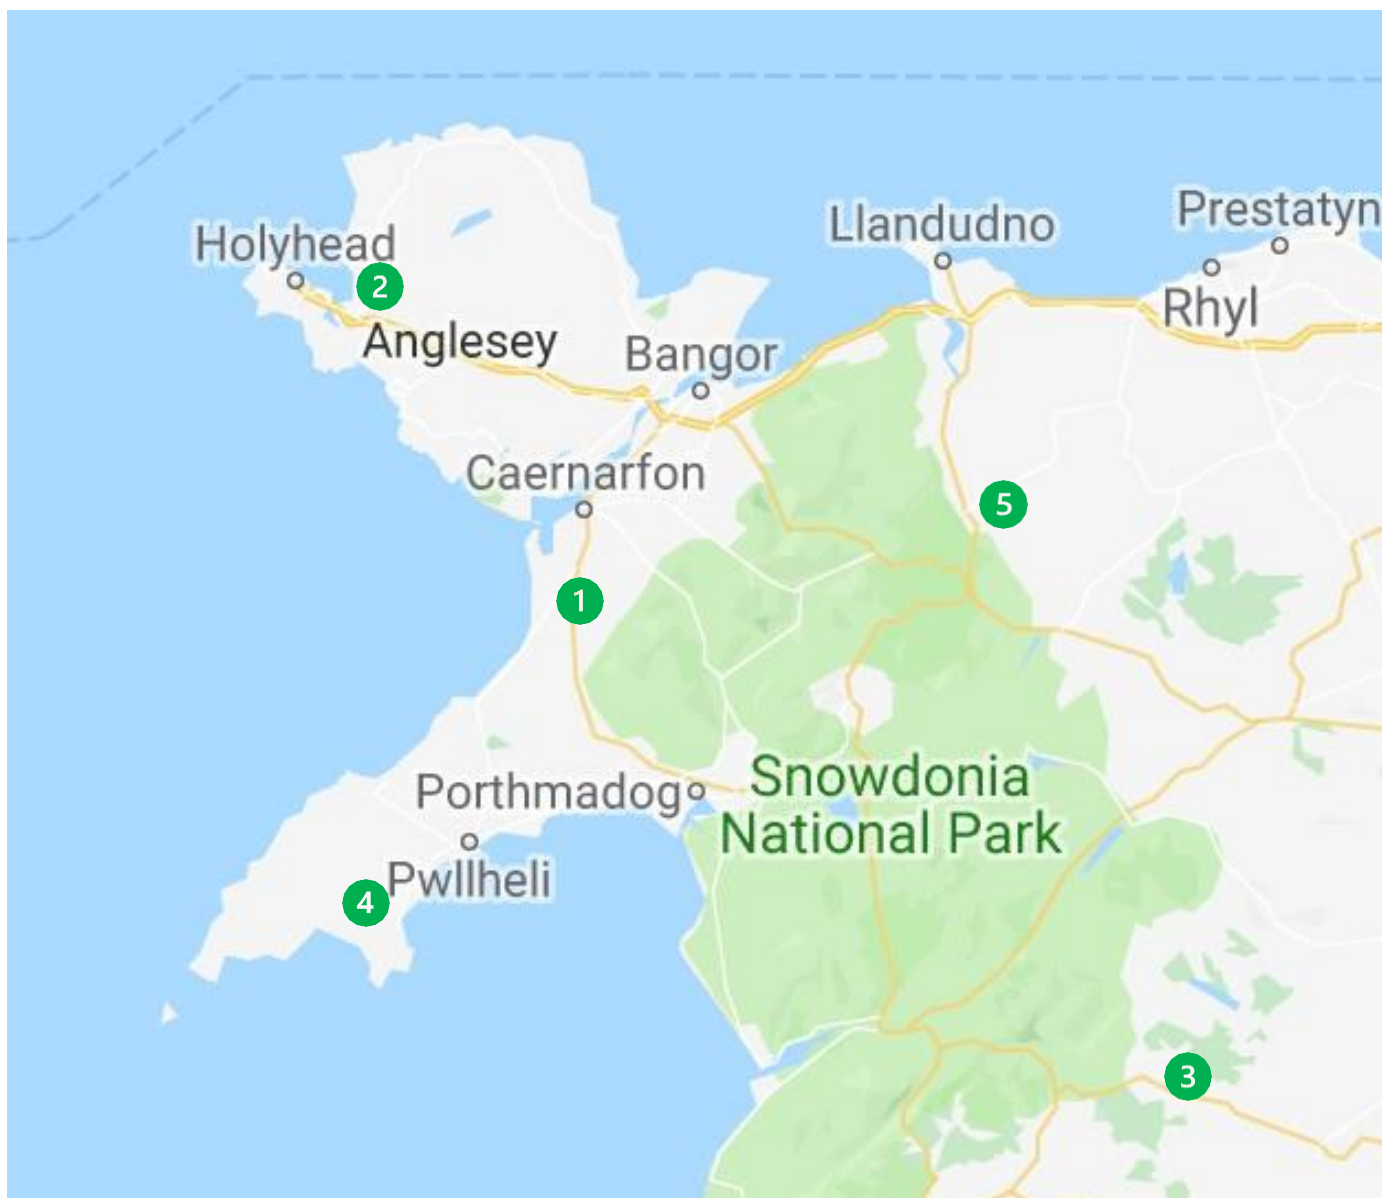 Prestatyn
Llandudno
Holyhead
2
Rhyl
Anglesey
Bangor
Caernarfon
5
1
Snowdonia
National Park
Porthmadog
Pwllheli
4
3